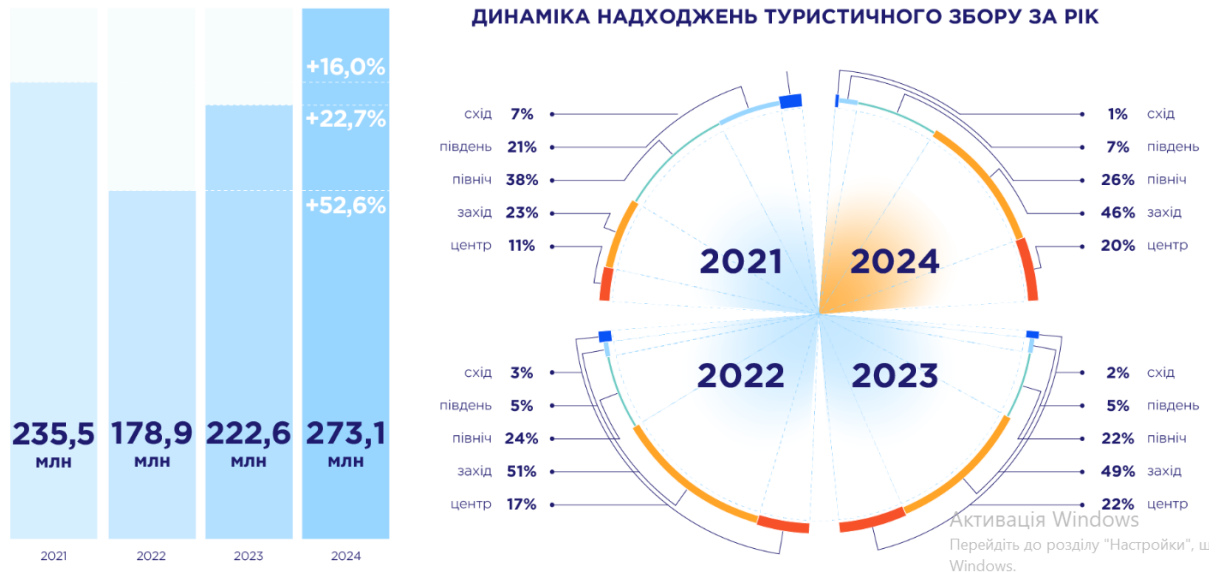 ДИНАМІКА НАДХОДЖЕНЬ ТУРИСТИЧНОГО ЗБОРУ ЗА РІК
+16,0%
+22,7%
+52,6%
235,5
млн
178,9
млн
222,6
млн
273,1
млн
2021
2022
2023
2024
схід 7%
південь 21%
північ 38%
захід 23%
центр 11%
2021
2024
1% схід
7% південь
26% північ
46% захід
20% центр
схід 3%
південь 5%
північ 24%
захід 51%
центр 17%
2022
2023
2% схід
5% південь
22% північ
49% захід
22% центр
Активація Windows
Перейдіть до розділу "Настройки", щ
Windows.